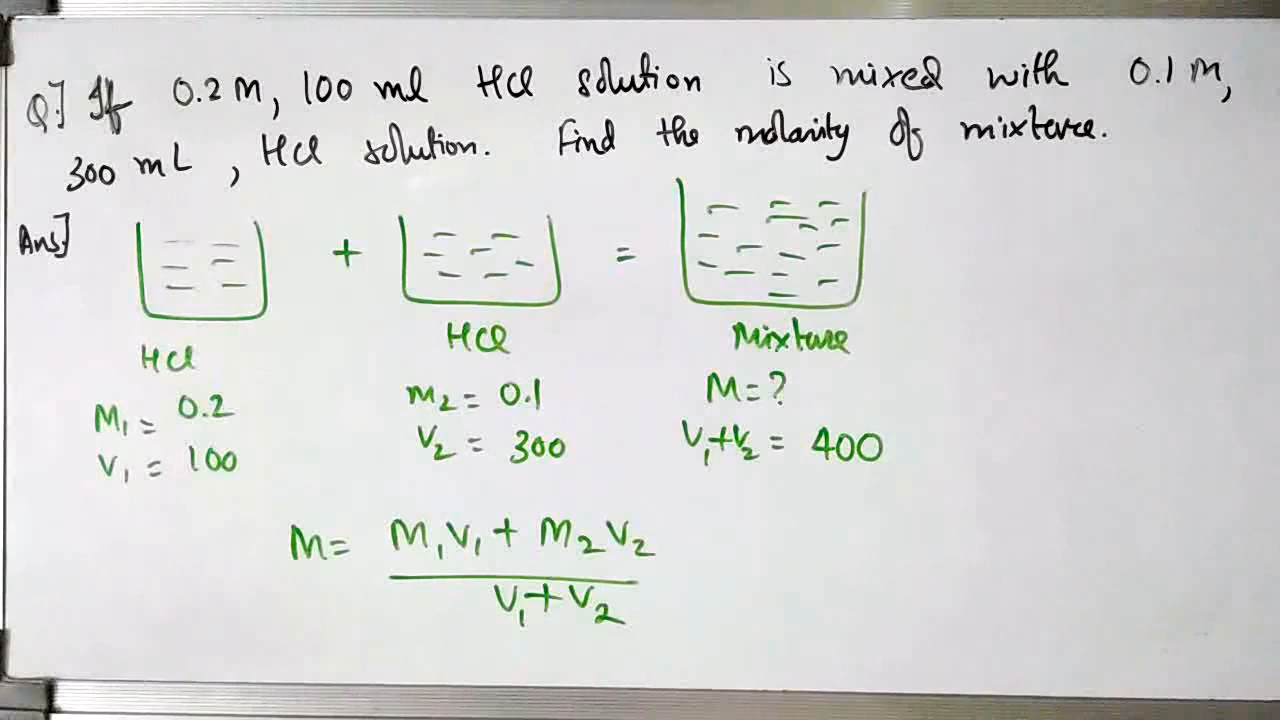 Q.] If 0.2 M, 100 ml HCl solution is mixed with 0.1 M,
300 mL, HCl solution. Find the molarity of mixture.
Ans]
+ =
HCl HCl Mixture
M₁ = 0.2 M₂ = 0.1 M = ?
V₁ = 100 V₂ = 300 V₁+V₂ = 400
M = M₁V₁ + M₂V₂
V₁+V₂